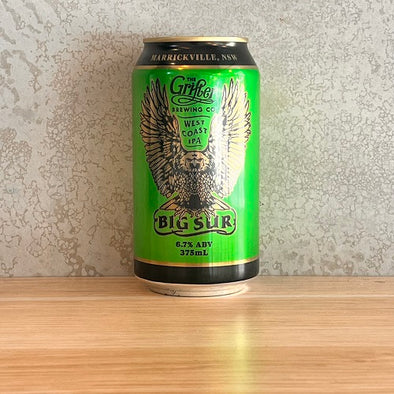 MARRICKVILLE, NSW
THE
Grifter
BREWING CO
WEST
COAST
IPA
BIG SUR
6.7% ABV
375mL